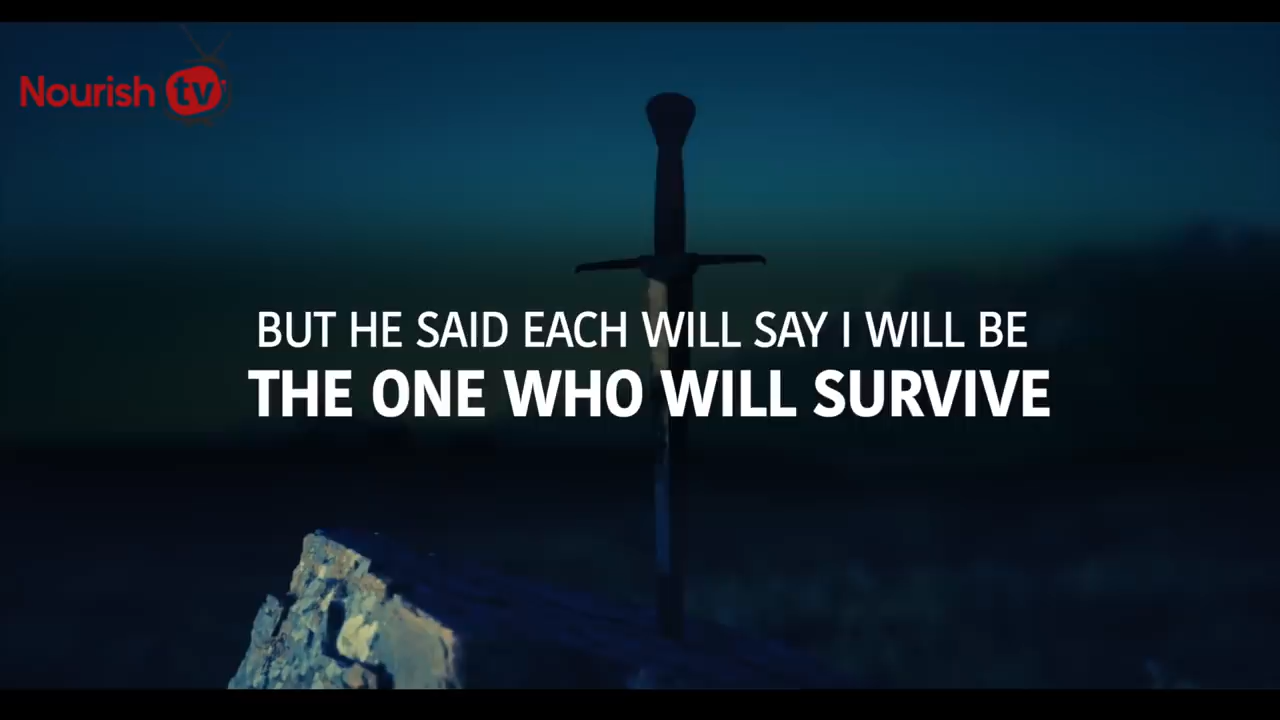 Nourish tv
BUT HE SAID EACH WILL SAY I WILL BE
THE ONE WHO WILL SURVIVE